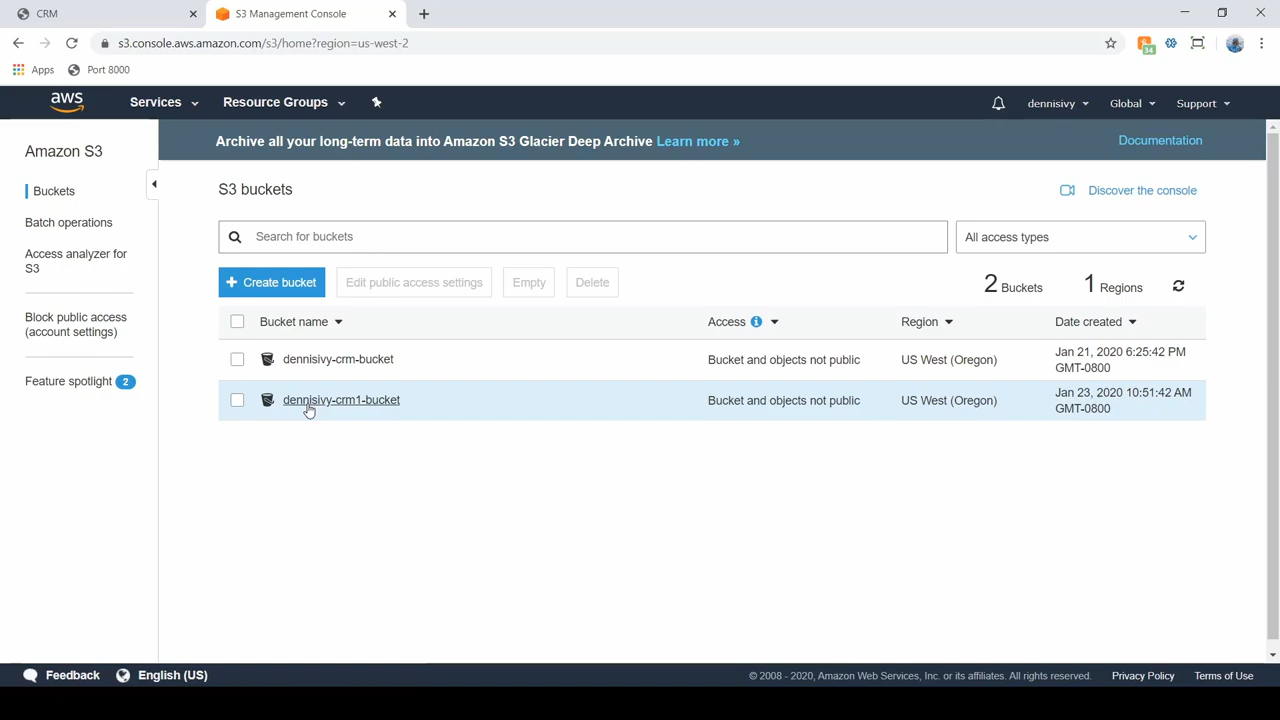 CRM
S3 Management Console
s3.console.aws.amazon.com/s3/home?region=us-west-2
34
Apps
Port 8000
aws
Services
Resource Groups
dennisivy
Global
Support
Amazon S3
Buckets
Batch operations
Access analyzer for
S3
Block public access
(account settings)
Feature spotlight 2
Archive all your long-term data into Amazon S3 Glacier Deep Archive Learn more »
Documentation
S3 buckets
Discover the console
Search for buckets
All access types
+ Create bucket
Edit public access settings
Empty
Delete
2 Buckets
1 Regions
Bucket name
Access
Region
Date created
dennisivy-crm-bucket
Bucket and objects not public
US West (Oregon)
Jan 21, 2020 6:25:42 PM
GMT-0800
dennisivy-crm1-bucket
Bucket and objects not public
US West (Oregon)
Jan 23, 2020 10:51:42 AM
GMT-0800
Feedback
English (US)
© 2008 - 2020, Amazon Web Services, Inc. or its affiliates. All rights reserved.
Privacy Policy
Terms of Use